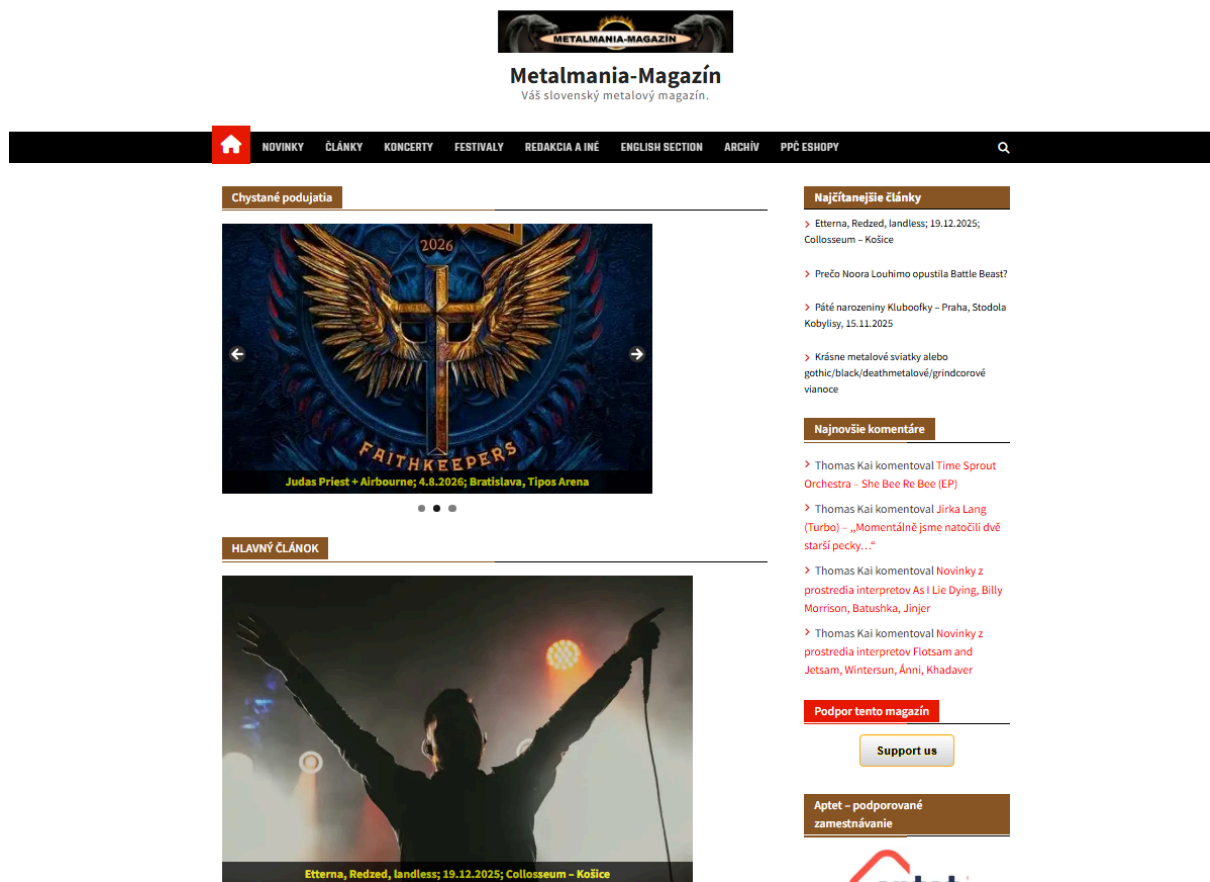 METALMANIA-MAGAZÍN
Metalmania-Magazín
Váš slovenský metalový magazín.
NOVINKY ČLÁNKY KONCERTY FESTIVALY REDAKCIA A INÉ ENGLISH SECTION ARCHÍV PPČ ESHOPY
Chystané podujatia
2026
FAITHKEEPERS
Judas Priest + Airbourne; 4.8.2026; Bratislava, Tipos Arena
HLAVNÝ ČLÁNOK
Etterna, Redzed, landless; 19.12.2025; Collosseum – Košice
Najčítanejšie články
Etterna, Redzed, landless; 19.12.2025;
Collosseum – Košice
Prečo Noora Louhimo opustila Battle Beast?
Páté narozeniny Kluboofky – Praha, Stodola
Kobylisy, 15.11.2025
Krásne metalové sviatky alebo
gothic/black/deathmetalové/grindcorové
vianoce
Najnovšie komentáre
Thomas Kai komentoval Time Sprout
Orchestra – She Bee Re Bee (EP)
Thomas Kai komentoval Jirka Lang
(Turbo) – „Momentálně jsme natočili dvě
starší pecky…“
Thomas Kai komentoval Novinky z
prostredia interpretov As I Lie Dying, Billy
Morrison, Batushka, Jinjer
Thomas Kai komentoval Novinky z
prostredia interpretov Flotsam and
Jetsam, Wintersun, Ánni, Khadaver
Podpor tento magazín
Support us
Aptet – podporované
zamestnávanie